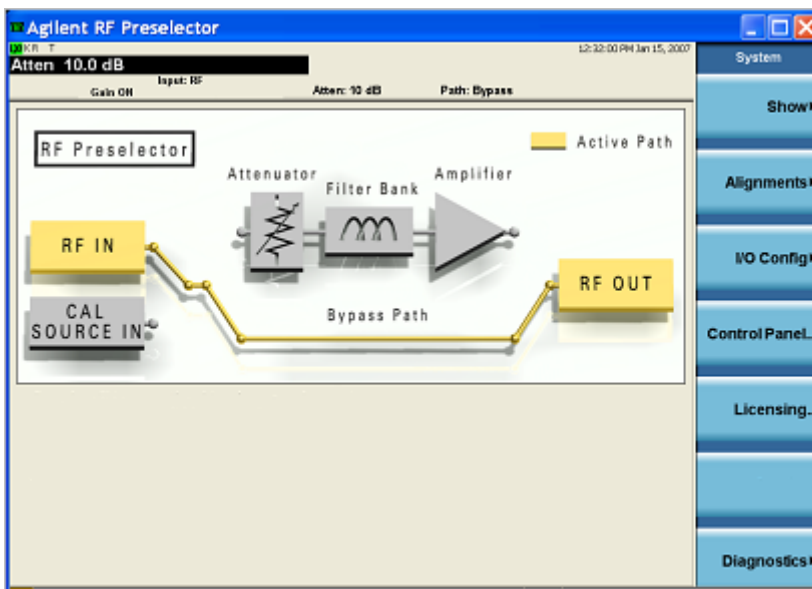 Agilent RF Preselector
12:32:00 PM Jan 15, 2007
Atten 10.0 dB
Input: RF
Gain ON
Atten: 10 dB
Path: Bypass
System
Show
Alignments
I/O Config
Control Panel..
Licensing.
Diagnostics
RF Preselector
Active Path
Attenuator
Filter Bank
Amplifier
RF IN
CAL
SOURCE IN
Bypass Path
RF OUT